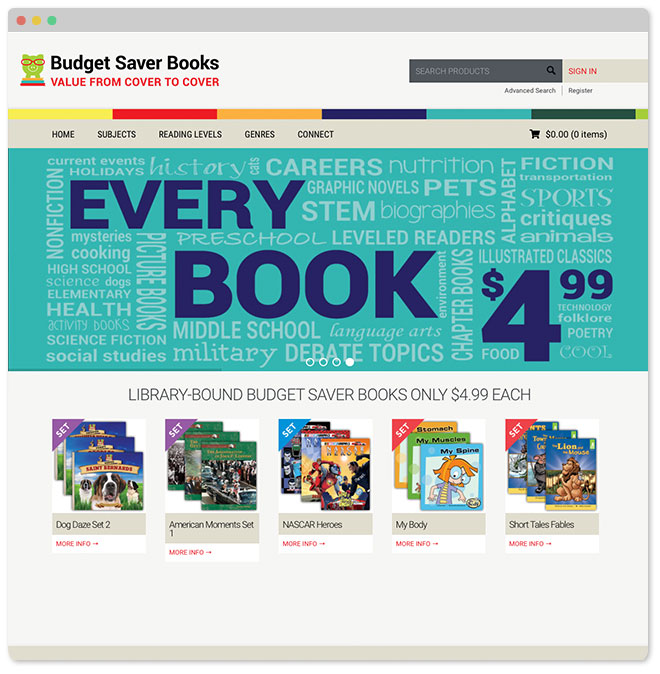 Budget Saver Books
VALUE FROM COVER TO COVER
SEARCH PRODUCTS
SIGN IN
Advanced Search
Register
HOME
SUBJECTS
READING LEVELS
GENRES
CONNECT
$0.00 (0 items)
current events
HOLIDAYS
history
cats
CAREERS
nutrition
FICTION
transportation
NONFICTION
EVERY
GRAPHIC NOVELS
PETS
ALPHABET
SPORTS
STEM
biographies
critiques
mysteries
PICTURE BOOKS
PRESCHOOL
LEVELED READERS
animals
cooking
HIGH SCHOOL
science
dogs
ELEMENTARY
HEALTH
activity books
BOOK
environment
CHAPTER BOOKS
ILLUSTRATED CLASSICS
$4.99
TECHNOLOGY
folklore
POETRY
SCIENCE FICTION
MIDDLE SCHOOL
language arts
social studies
military
DEBATE TOPICS
FOOD
COOL
LIBRARY-BOUND BUDGET SAVER BOOKS ONLY $4.99 EACH
SET
SAINT BERNARDS
Dog Daze Set 2
MORE INFO →
SET
American Moments Set
1
MORE INFO →
SET
NASCAR Heroes
MORE INFO →
SET
My Stomach
My Muscles
My Spine
My Body
MORE INFO →
SET
The Lion
and the
Mouse
Short Tales Fables
MORE INFO →